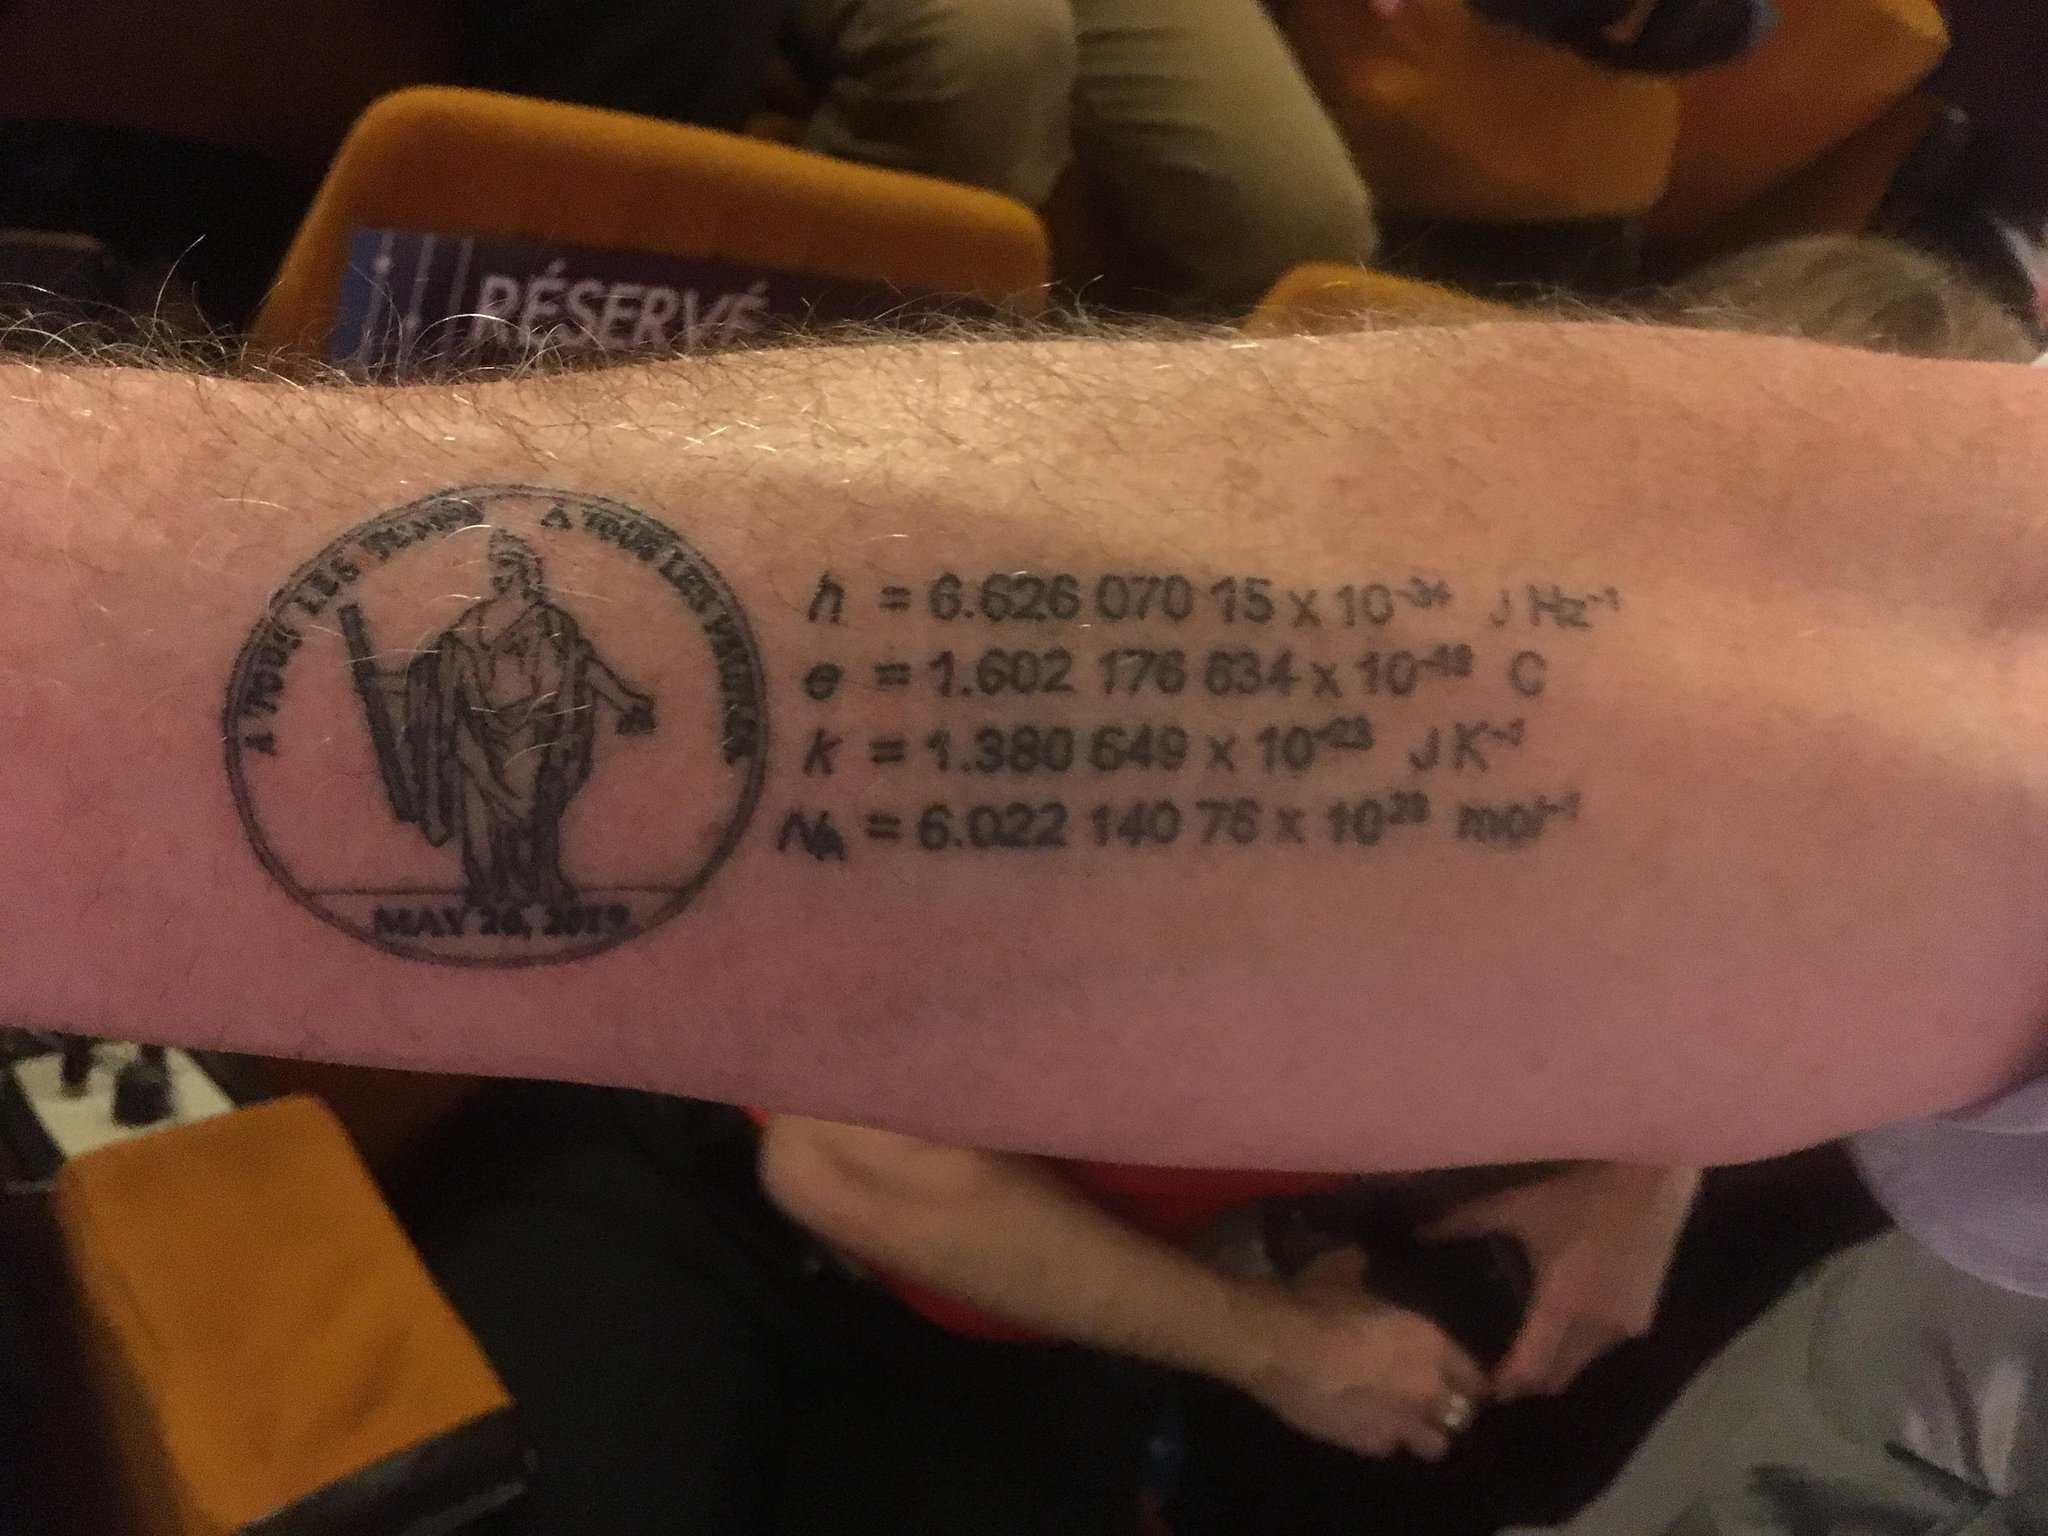 RÉSERVÉ
A TOUS LES TEMPS A TOUS LES PEUPLES
MAY 20, 2019
h = 6.626 070 15 x 10⁻³⁴ J Hz⁻¹
e = 1.602 176 634 x 10⁻¹⁹ C
k = 1.380 649 x 10⁻²³ J K⁻¹
N_A = 6.022 140 76 x 10²³ mol⁻¹